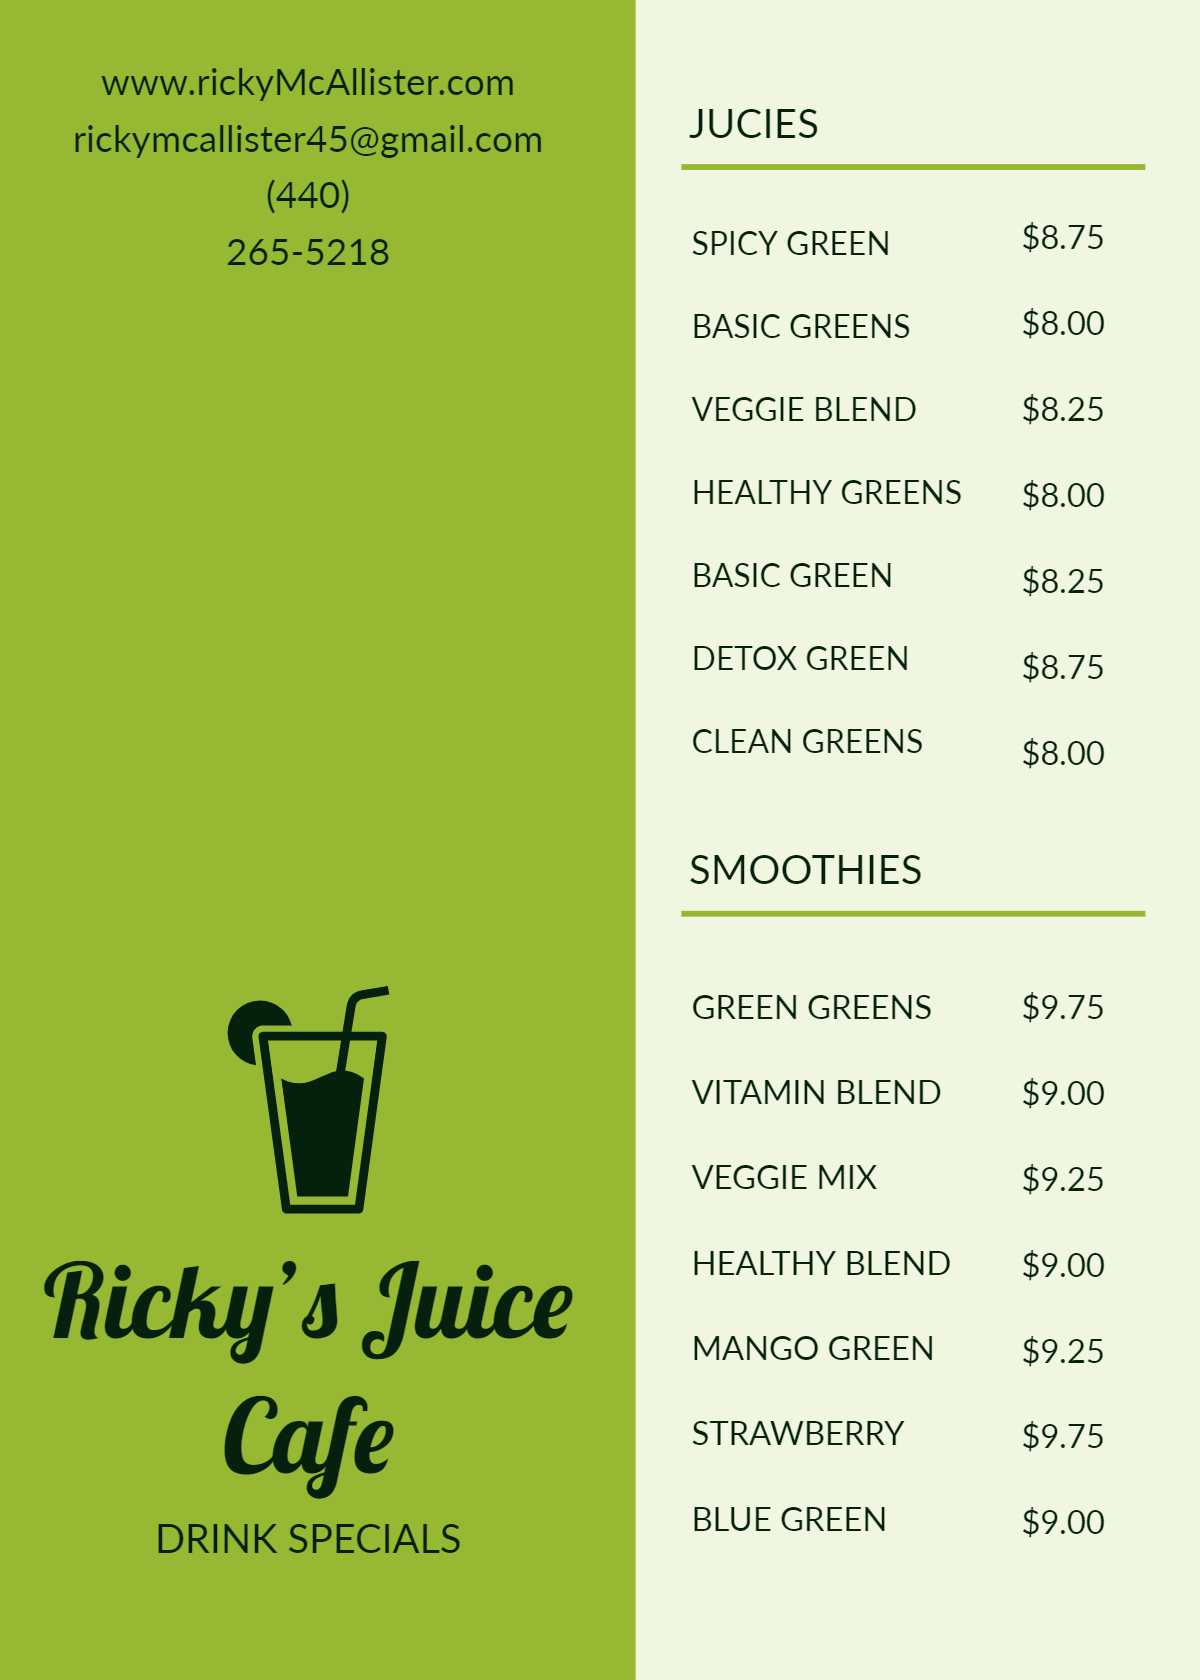 www.rickyMcAllister.com
rickymcallister45@gmail.com
(440)
265-5218
Ricky's Juice
Cafe
DRINK SPECIALS
JUCIES
SPICY GREEN $8.75
BASIC GREENS $8.00
VEGGIE BLEND $8.25
HEALTHY GREENS $8.00
BASIC GREEN $8.25
DETOX GREEN $8.75
CLEAN GREENS $8.00
SMOOTHIES
GREEN GREENS $9.75
VITAMIN BLEND $9.00
VEGGIE MIX $9.25
HEALTHY BLEND $9.00
MANGO GREEN $9.25
STRAWBERRY $9.75
BLUE GREEN $9.00